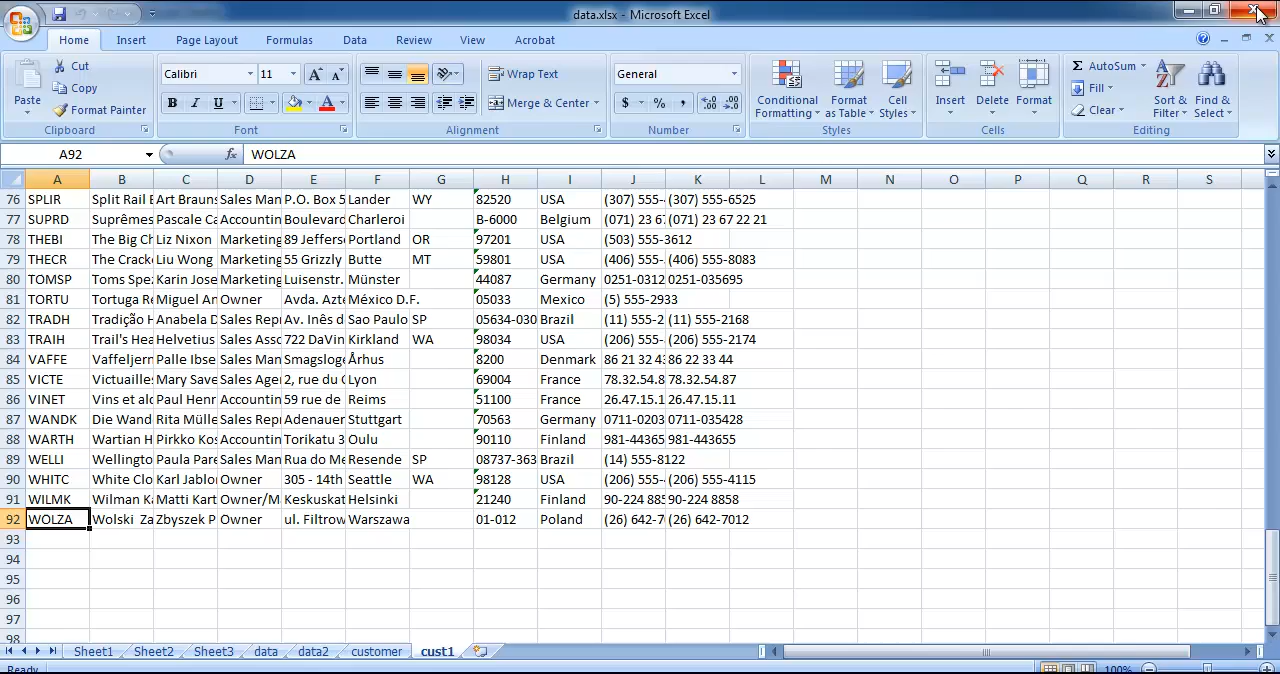 data.xlsx - Microsoft Excel
Home Insert Page Layout Formulas Data Review View Acrobat
Paste Cut Copy Format Painter Clipboard
Calibri 11 B I U Font
Wrap Text Merge & Center Alignment
General $ % , Number
Conditional Formatting Format as Table Cell Styles Styles
Insert Delete Format Cells
AutoSum Fill Clear Sort & Filter Find & Select Editing
A92 fx WOLZA
A B C D E F G H I J K L M N O P Q R S
76 SPLIR Split Rail B Art Brauns Sales Man P.O. Box 5 Lander WY 82520 USA (307) 555- (307) 555-6525
77 SUPRD Suprêmes Pascale Ca Accountin Boulevard Charleroi B-6000 Belgium (071) 23 67 (071) 23 67 22 21
78 THEBI The Big Ch Liz Nixon Marketing 89 Jefferso Portland OR 97201 USA (503) 555-3612
79 THECR The Cracke Liu Wong Marketing 55 Grizzly Butte MT 59801 USA (406) 555- (406) 555-8083
80 TOMSP Toms Spez Karin Jose Marketing Luisenstr. Münster 44087 Germany 0251-0312 0251-035695
81 TORTU Tortuga Re Miguel An Owner Avda. Azte México D.F. 05033 Mexico (5) 555-2933
82 TRADH Tradição H Anabela D Sales Repr Av. Inês d Sao Paulo SP 05634-030 Brazil (11) 555-2 (11) 555-2168
83 TRAIH Trail's Hea Helvetius Sales Asso 722 DaVin Kirkland WA 98034 USA (206) 555- (206) 555-2174
84 VAFFE Vaffeljern Palle Ibse Sales Man Smagsloge Århus 8200 Denmark 86 21 32 43 86 22 33 44
85 VICTE Victuailles Mary Save Sales Agen 2, rue du C Lyon 69004 France 78.32.54.8 78.32.54.87
86 VINET Vins et alc Paul Henr Accountin 59 rue de Reims 51100 France 26.47.15.1 26.47.15.11
87 WANDK Die Wand Rita Mülle Sales Repr Adenauer Stuttgart 70563 Germany 0711-0203 0711-035428
88 WARTH Wartian H Pirkko Kos Accountin Torikatu 3 Oulu 90110 Finland 981-44365 981-443655
89 WELLI Wellingto Paula Pare Sales Man Rua do Me Resende SP 08737-363 Brazil (14) 555-8122
90 WHITC White Clo Karl Jablor Owner 305 - 14th Seattle WA 98128 USA (206) 555- (206) 555-4115
91 WILMK Wilman Ka Matti Kart Owner/Ma Keskuskat Helsinki 21240 Finland 90-224 885 90-224 8858
92 WOLZA Wolski Za Zbyszek P Owner ul. Filtrow Warszawa 01-012 Poland (26) 642-7 (26) 642-7012
93
94
95
96
97
98
Sheet1 Sheet2 Sheet3 data data2 customer cust1
Ready 100%